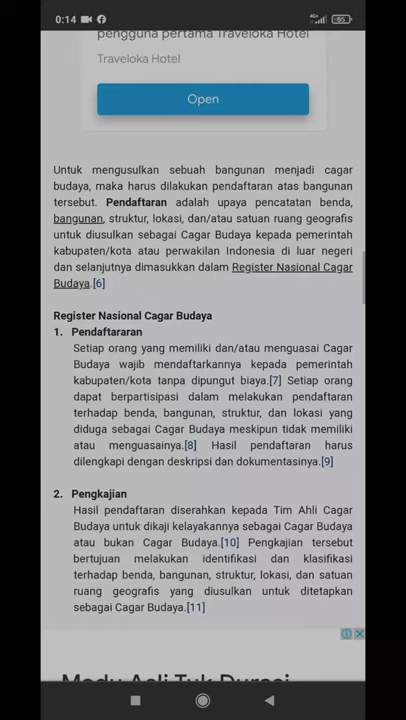 0:14
4G
65
pengguna pertama Traveloka Hotel
Traveloka Hotel
Open
Untuk mengusulkan sebuah bangunan menjadi cagar
budaya, maka harus dilakukan pendaftaran atas bangunan
tersebut. Pendaftaran adalah upaya pencatatan benda,
bangunan, struktur, lokasi, dan/atau satuan ruang geografis
untuk diusulkan sebagai Cagar Budaya kepada pemerintah
kabupaten/kota atau perwakilan Indonesia di luar negeri
dan selanjutnya dimasukkan dalam Register Nasional Cagar
Budaya.[6]
Register Nasional Cagar Budaya
1. Pendaftararan
Setiap orang yang memiliki dan/atau menguasai Cagar
Budaya wajib mendaftarkannya kepada pemerintah
kabupaten/kota tanpa dipungut biaya.[7] Setiap orang
dapat berpartisipasi dalam melakukan pendaftaran
terhadap benda, bangunan, struktur, dan lokasi yang
diduga sebagai Cagar Budaya meskipun tidak memiliki
atau menguasainya.[8] Hasil pendaftaran harus
dilengkapi dengan deskripsi dan dokumentasinya.[9]
2. Pengkajian
Hasil pendaftaran diserahkan kepada Tim Ahli Cagar
Budaya untuk dikaji kelayakannya sebagai Cagar Budaya
atau bukan Cagar Budaya.[10] Pengkajian tersebut
bertujuan melakukan identifikasi dan klasifikasi
terhadap benda, bangunan, struktur, lokasi, dan satuan
ruang geografis yang diusulkan untuk ditetapkan
sebagai Cagar Budaya.[11]
Madu Asli Tuk Durasi